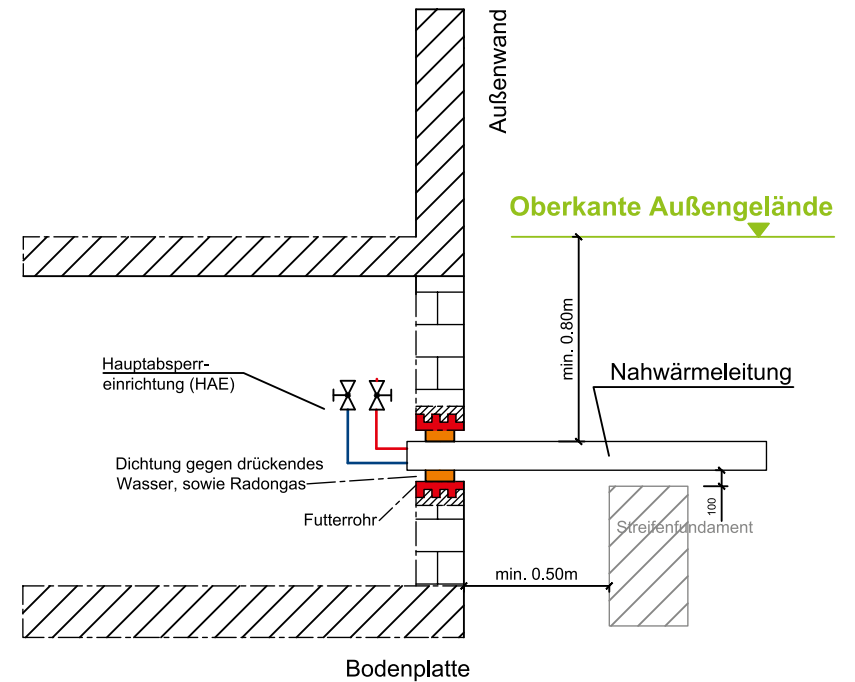 Außenwand
Oberkante Außengelände
min. 0.80m
Hauptabsperr-
einrichtung (HAE)
Nahwärmeleitung
Dichtung gegen drückendes
Wasser, sowie Radongas
Futterrohr
100
Streifenfundament
min. 0.50m
Bodenplatte